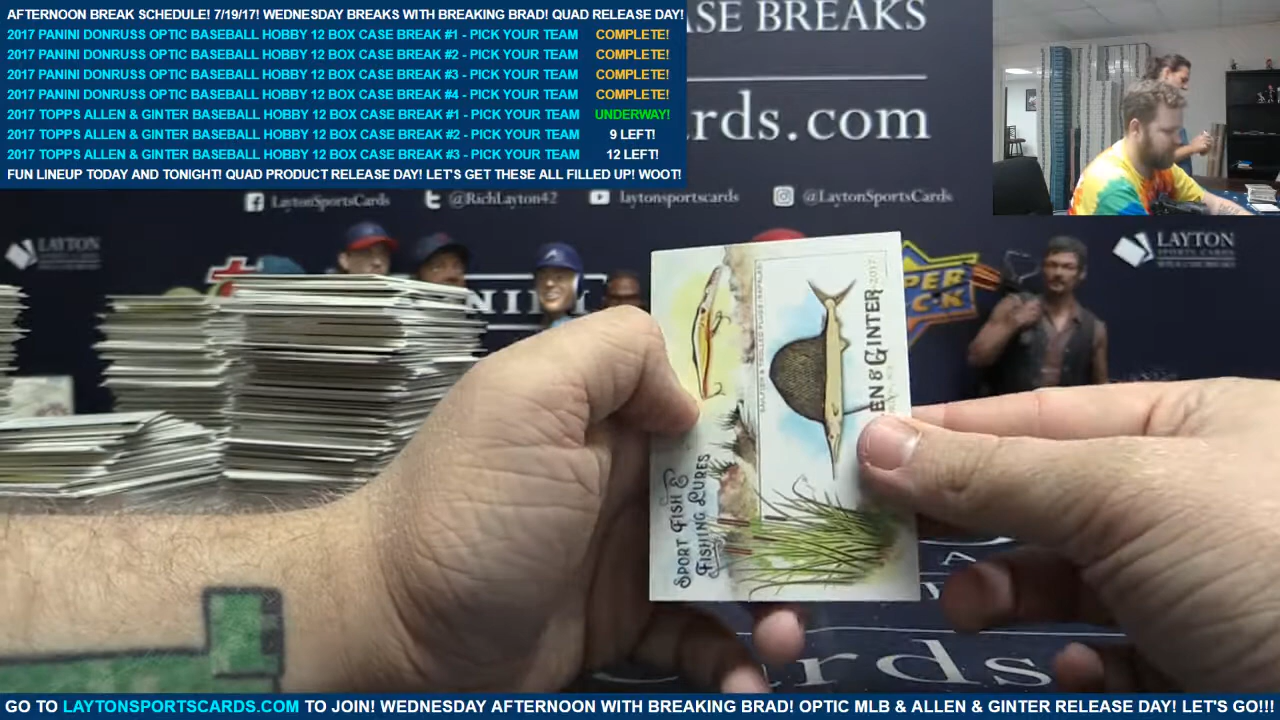 AFTERNOON BREAK SCHEDULE! 7/19/17! WEDNESDAY BREAKS WITH BREAKING BRAD! QUAD RELEASE DAY!
2017 PANINI DONRUSS OPTIC BASEBALL HOBBY 12 BOX CASE BREAK #1 - PICK YOUR TEAM COMPLETE!
2017 PANINI DONRUSS OPTIC BASEBALL HOBBY 12 BOX CASE BREAK #2 - PICK YOUR TEAM COMPLETE!
2017 PANINI DONRUSS OPTIC BASEBALL HOBBY 12 BOX CASE BREAK #3 - PICK YOUR TEAM COMPLETE!
2017 PANINI DONRUSS OPTIC BASEBALL HOBBY 12 BOX CASE BREAK #4 - PICK YOUR TEAM COMPLETE!
2017 TOPPS ALLEN & GINTER BASEBALL HOBBY 12 BOX CASE BREAK #1 - PICK YOUR TEAM UNDERWAY!
2017 TOPPS ALLEN & GINTER BASEBALL HOBBY 12 BOX CASE BREAK #2 - PICK YOUR TEAM 9 LEFT!
2017 TOPPS ALLEN & GINTER BASEBALL HOBBY 12 BOX CASE BREAK #3 - PICK YOUR TEAM 12 LEFT!
FUN LINEUP TODAY AND TONIGHT! QUAD PRODUCT RELEASE DAY! LET'S GET THESE ALL FILLED UP! WOOT!
SE BREAKS
rds.com
LaytonSportsCards @RichLayton42 laytonsportscards @LaytonSportsCards
LAYTON
LAYTON
SPORTS CARDS
SPORT FISH &
FISHING LURES
EN & GINTER 2017
ards
GO TO LAYTONSPORTSCARDS.COM TO JOIN! WEDNESDAY AFTERNOON WITH BREAKING BRAD! OPTIC MLB & ALLEN & GINTER RELEASE DAY! LET'S GO!!!